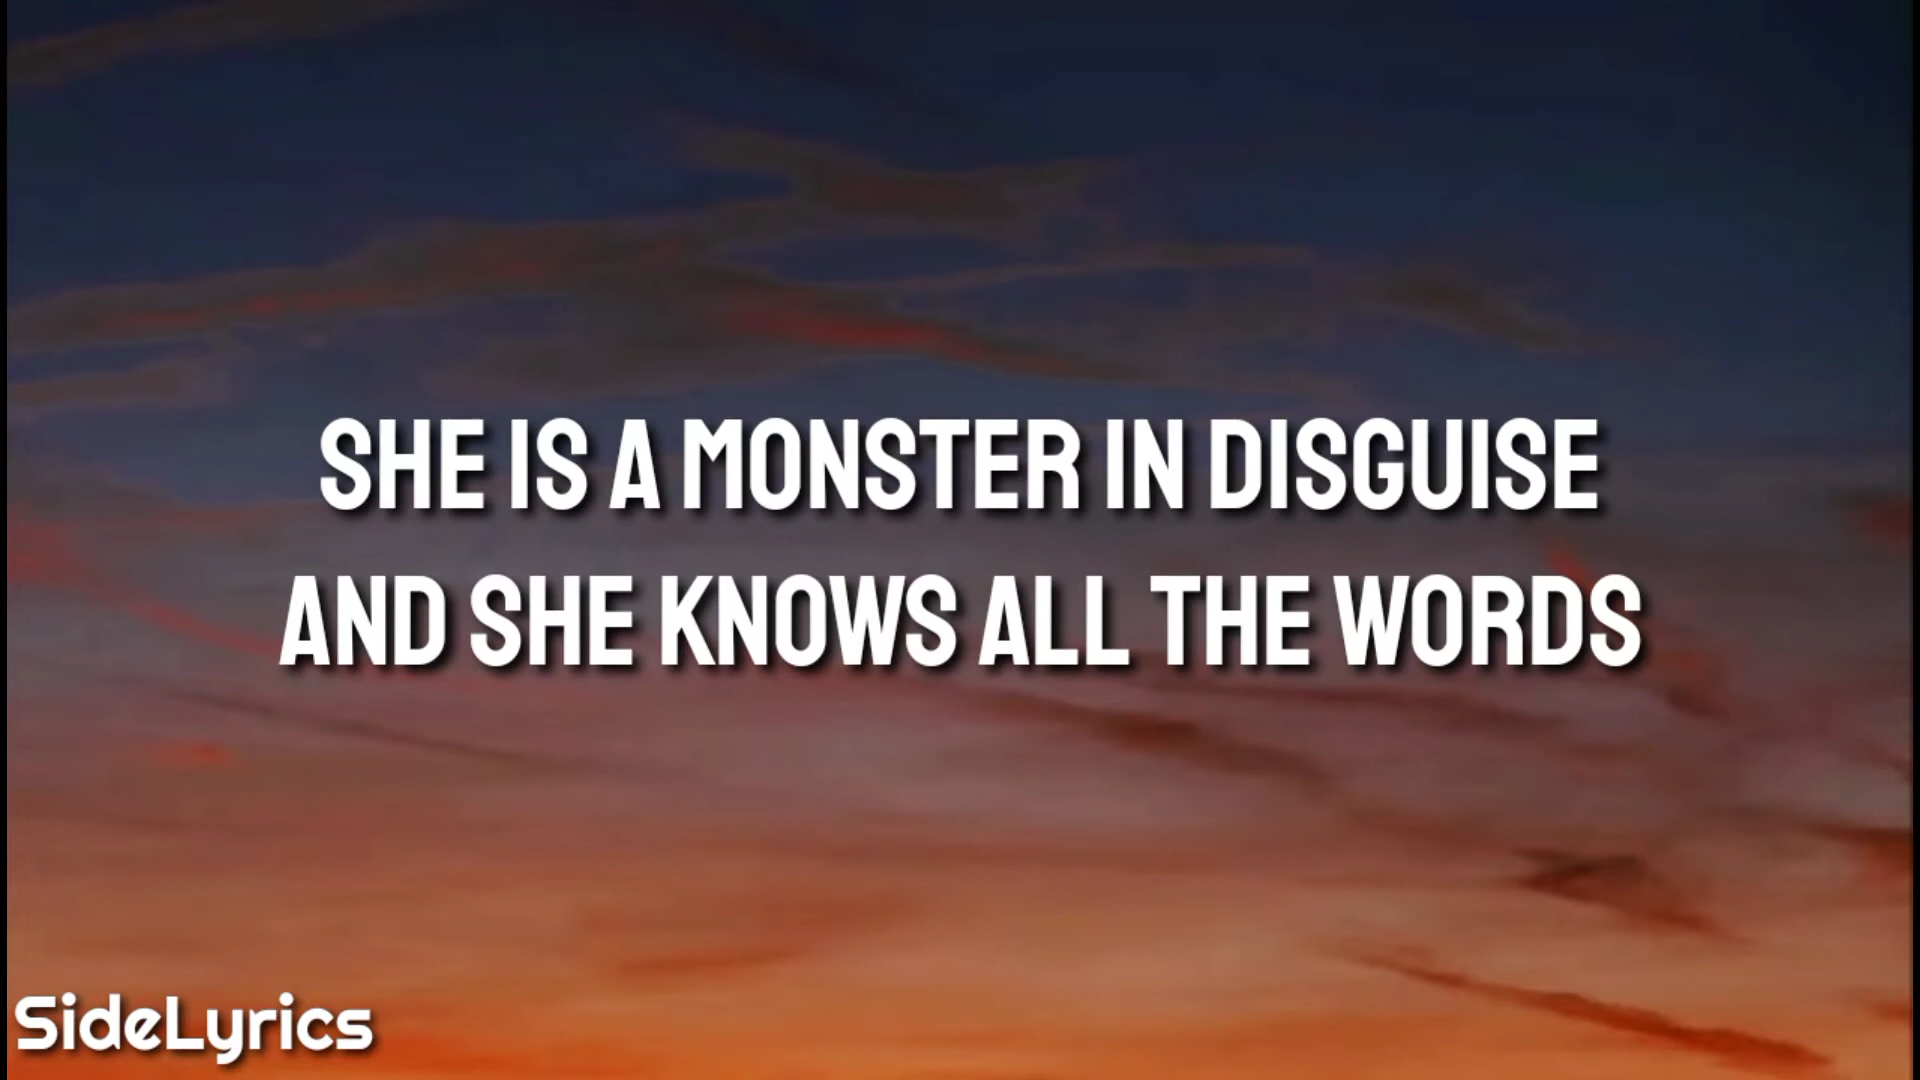 SHE IS A MONSTER IN DISGUISE
AND SHE KNOWS ALL THE WORDS
SideLyrics